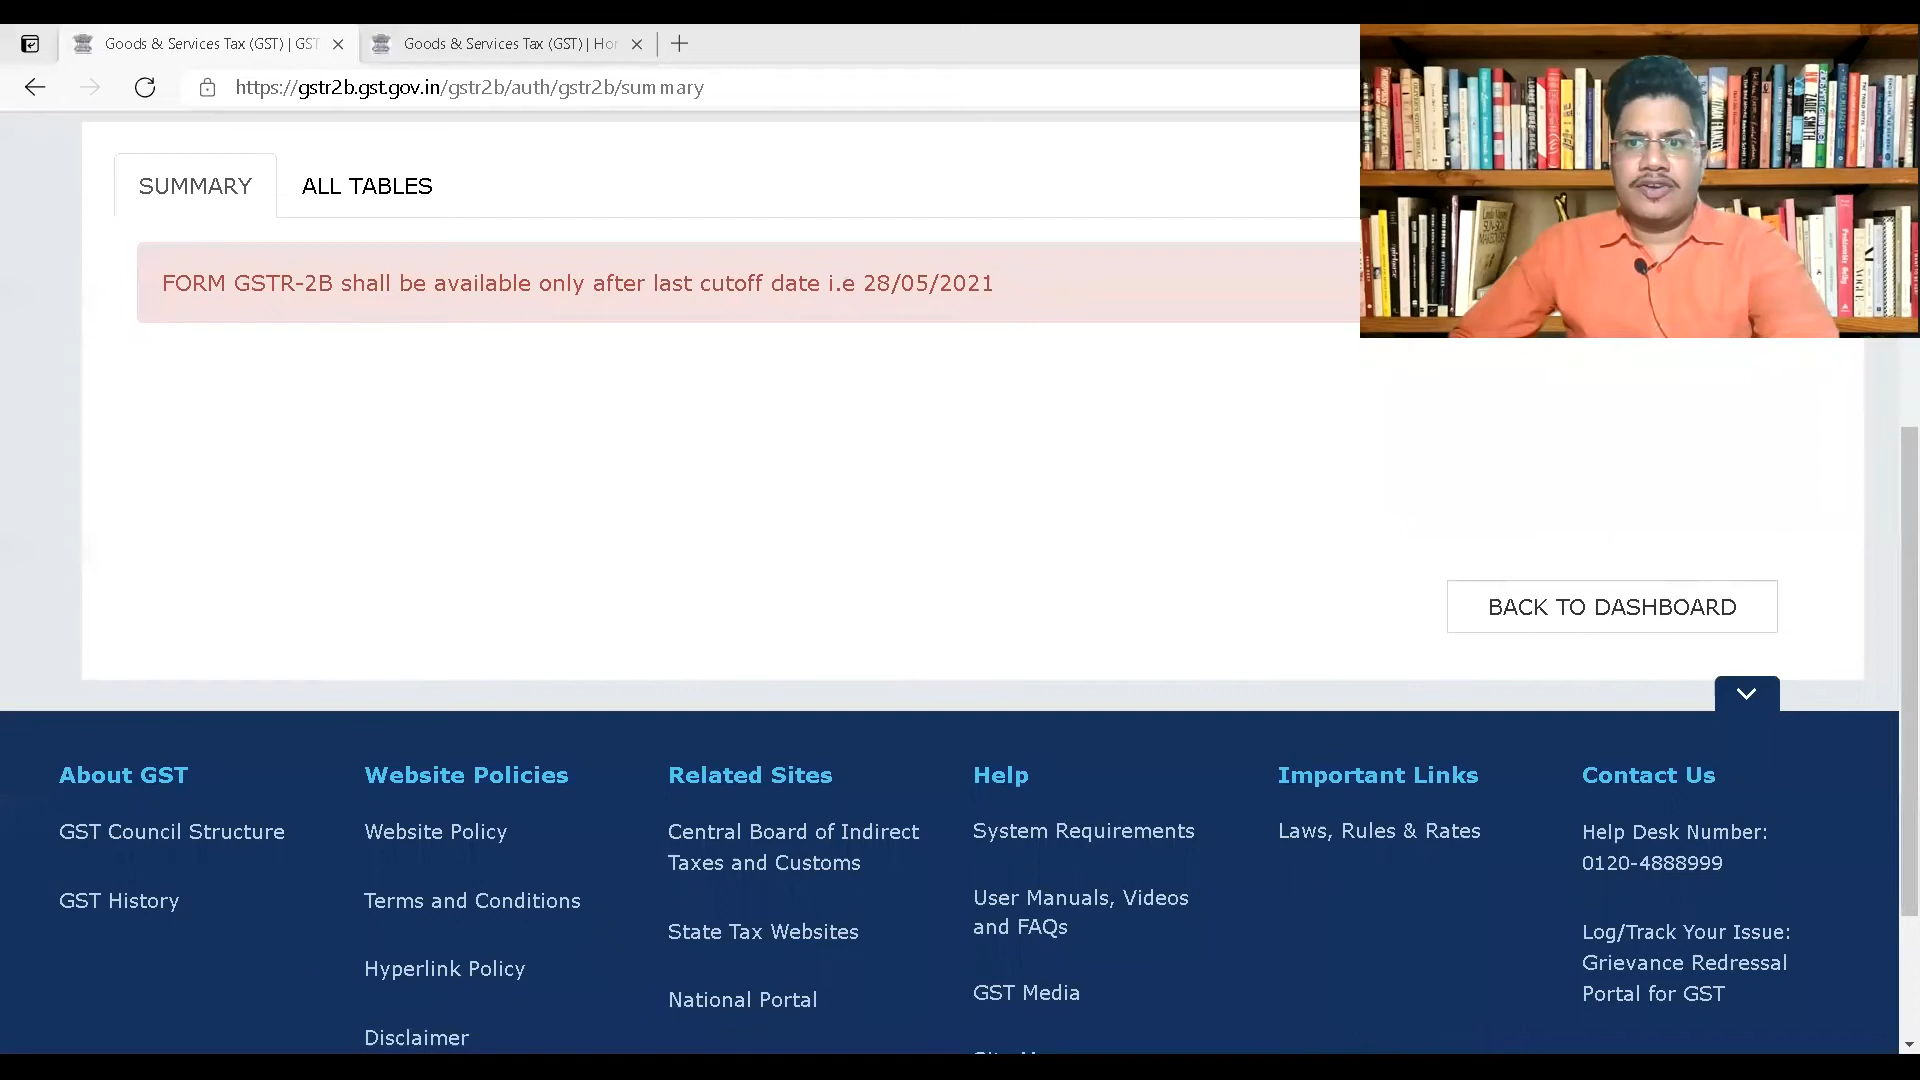 Goods & Services Tax (GST) | GST
Goods & Services Tax (GST) | Hor
https://gstr2b.gst.gov.in/gstr2b/auth/gstr2b/summary
SUMMARY
ALL TABLES
FORM GSTR-2B shall be available only after last cutoff date i.e 28/05/2021
BACK TO DASHBOARD
About GST
GST Council Structure
GST History
Website Policies
Website Policy
Terms and Conditions
Hyperlink Policy
Disclaimer
Related Sites
Central Board of Indirect
Taxes and Customs
State Tax Websites
National Portal
Help
System Requirements
User Manuals, Videos
and FAQs
GST Media
Important Links
Laws, Rules & Rates
Contact Us
Help Desk Number:
0120-4888999
Log/Track Your Issue:
Grievance Redressal
Portal for GST
ZADIE SMITH